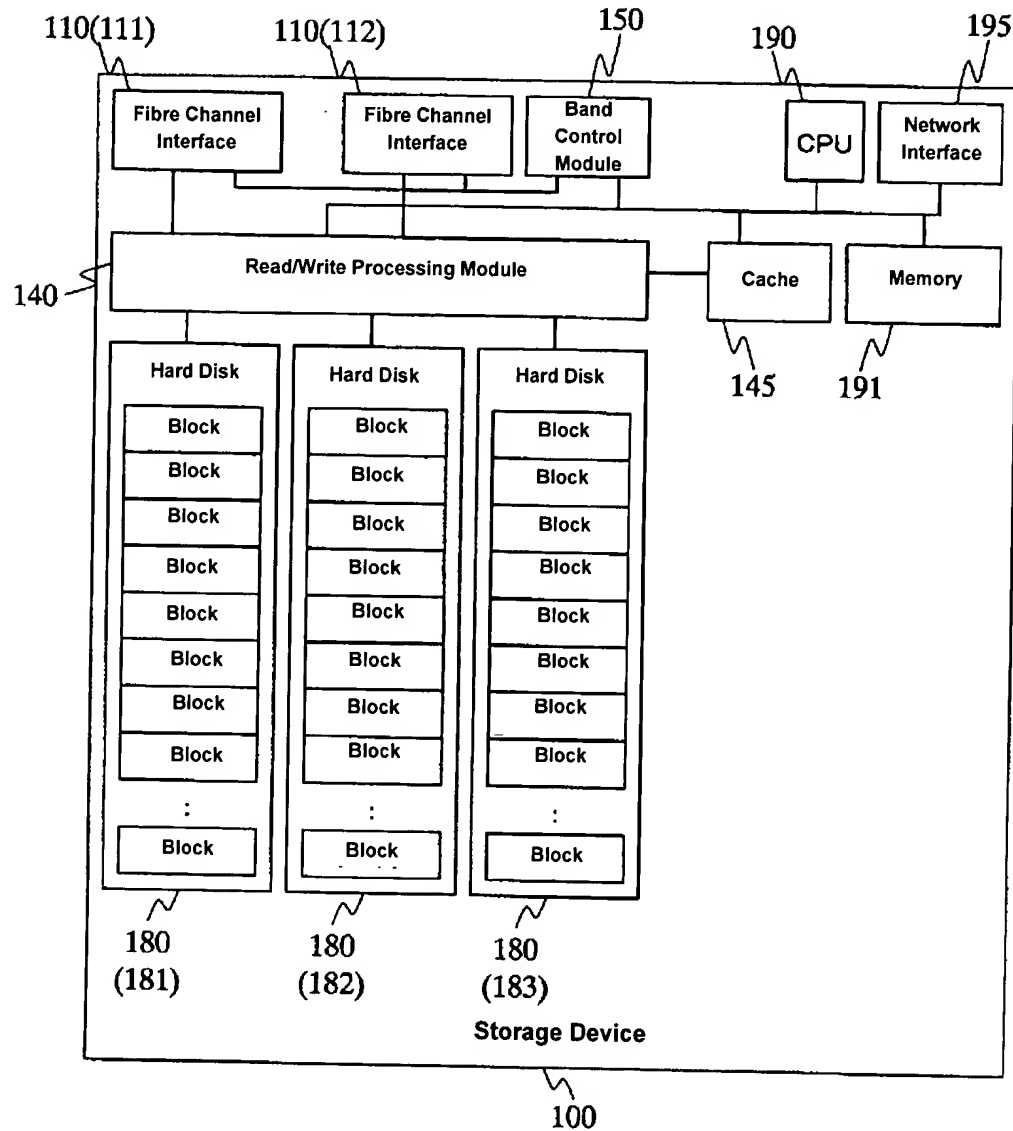 110(111) 110(112) 150 190 195
Fibre Channel
Interface
Fibre Channel
Interface
Band
Control
Module
CPU
Network
Interface
Read/Write Processing Module
140
Cache
Memory
145
191
Hard Disk
Block
Block
Block
Block
Block
Block
Block
Block
:
Block
Hard Disk
Block
Block
Block
Block
Block
Block
Block
Block
:
Block
Hard Disk
Block
Block
Block
Block
Block
Block
Block
Block
:
Block
180
(181)
180
(182)
180
(183)
Storage Device
100